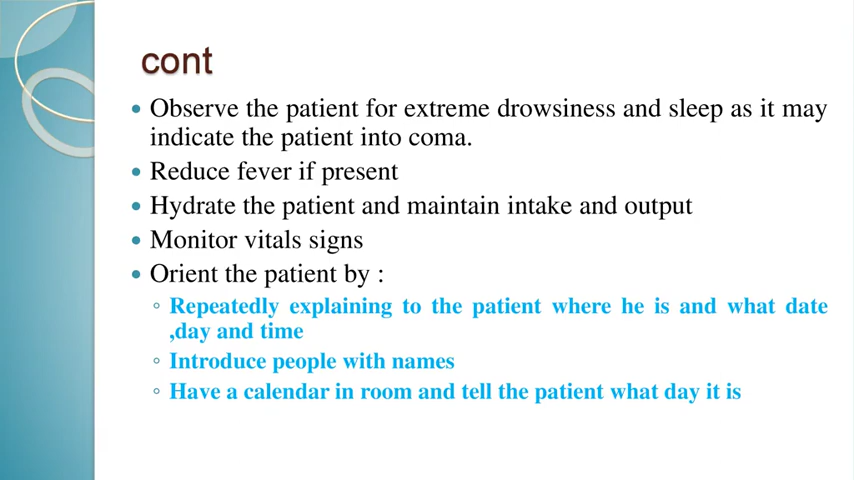 cont
• Observe the patient for extreme drowsiness and sleep as it may
indicate the patient into coma.
• Reduce fever if present
• Hydrate the patient and maintain intake and output
• Monitor vitals signs
• Orient the patient by :
◦ Repeatedly explaining to the patient where he is and what date
,day and time
◦ Introduce people with names
◦ Have a calendar in room and tell the patient what day it is